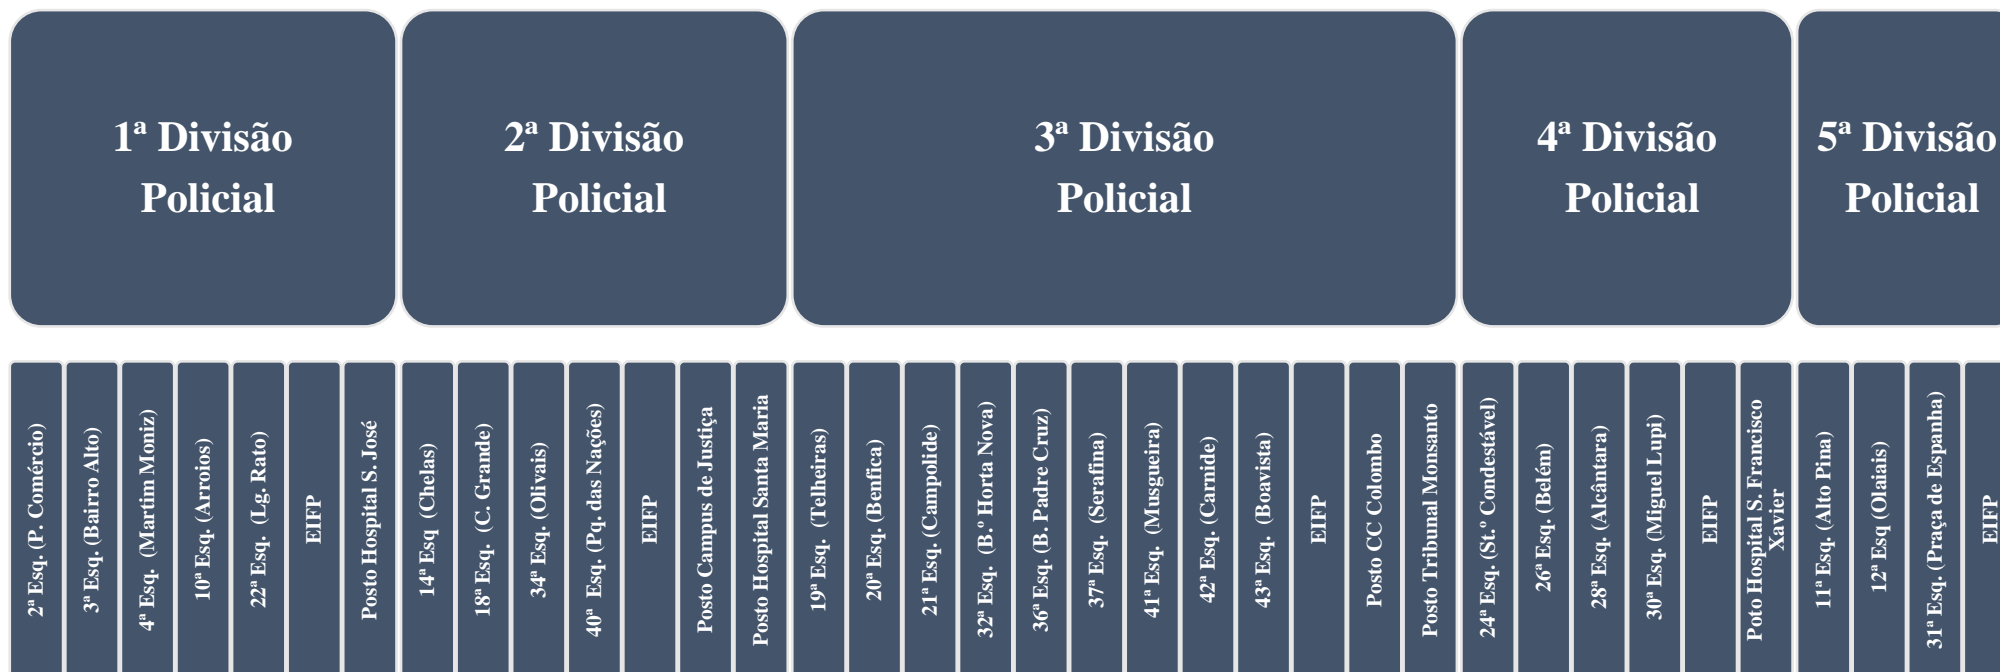 1ª Divisão
Policial
2ª Divisão
Policial
3ª Divisão
Policial
4ª Divisão
Policial
5ª Divisão
Policial
2ª Esq. (P. Comércio)
3ª Esq. (Bairro Alto)
4ª Esq. (Martim Moniz)
10ª Esq. (Arroios)
22ª Esq. (Lg. Rato)
EIFP
Posto Hospital S. José
14ª Esq (Chelas)
18ª Esq. (C. Grande)
34ª Esq. (Olivais)
40ª Esq. (Pq. das Nações)
EIFP
Posto Campus de Justiça
Posto Hospital Santa Maria
19ª Esq. (Telheiras)
20ª Esq. (Benfica)
21ª Esq. (Campolide)
32ª Esq. (B.º Horta Nova)
36ª Esq. (B. Padre Cruz)
37ª Esq. (Serafina)
41ª Esq. (Musgueira)
42ª Esq. (Carnide)
43ª Esq. (Boavista)
EIFP
Posto CC Colombo
Posto Tribunal Monsanto
24ª Esq. (St.º Condestável)
26ª Esq. (Belém)
28ª Esq. (Alcântara)
30ª Esq. (Miguel Lupi)
EIFP
Poto Hospital S. Francisco
Xavier
11ª Esq. (Alto Pina)
12ª Esq (Olaiais)
31ª Esq. (Praça de Espanha)
EIFP